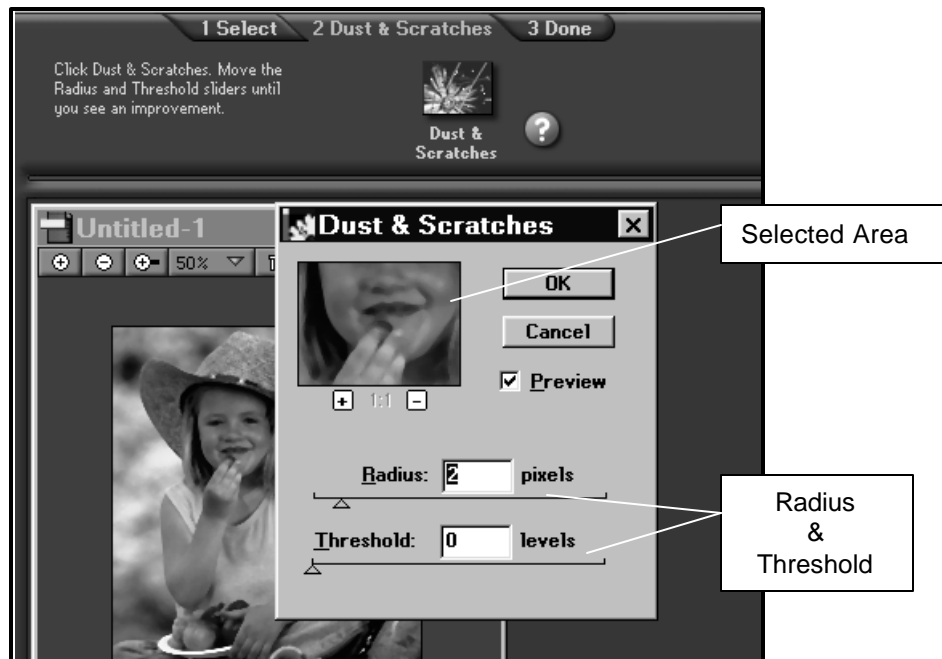 1 Select
2 Dust & Scratches
3 Done
Click Dust & Scratches. Move the
Radius and Threshold sliders until
you see an improvement.
Dust &
Scratches
?
Untitled-1
50%
Dust & Scratches
OK
Cancel
Preview
1:1
Radius: 2 pixels
Threshold: 0 levels
Selected Area
Radius
&
Threshold